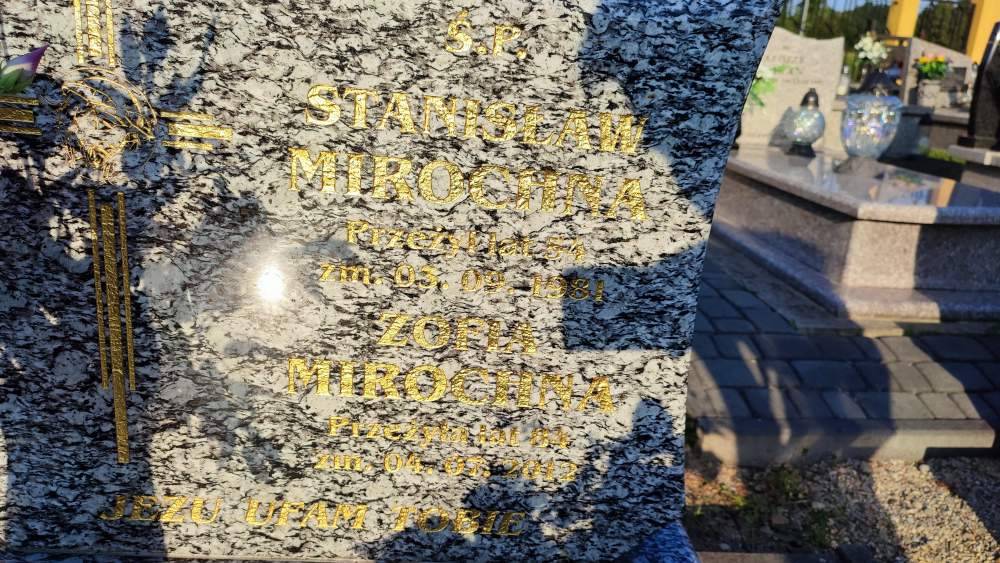 Ś.P.
STANISŁAW
MIROCHNA
Przeżył lat 54
zm. 03. 09. 1981
ZOFIA
MIROCHNA
Przeżyła lat 84
zm. 04. 07. 2012
JEZU UFAM TOBIE